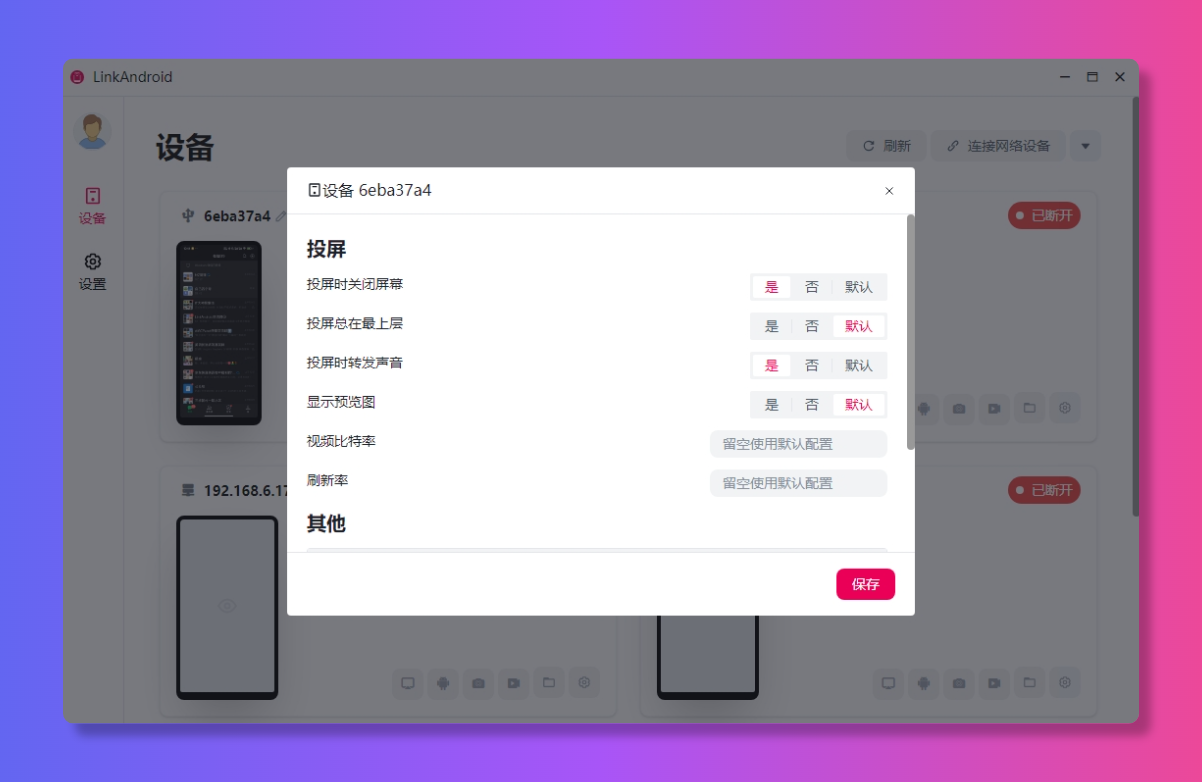 LinkAndroid
设备
刷新
连接网络设备
设备
设置
6eba37a4
已断开
设备 6eba37a4
投屏
投屏时关闭屏幕
是 否 默认
投屏总在最上层
是 否 默认
投屏时转发声音
是 否 默认
显示预览图
是 否 默认
视频比特率
留空使用默认配置
刷新率
留空使用默认配置
其他
保存
192.168.6.17
已断开